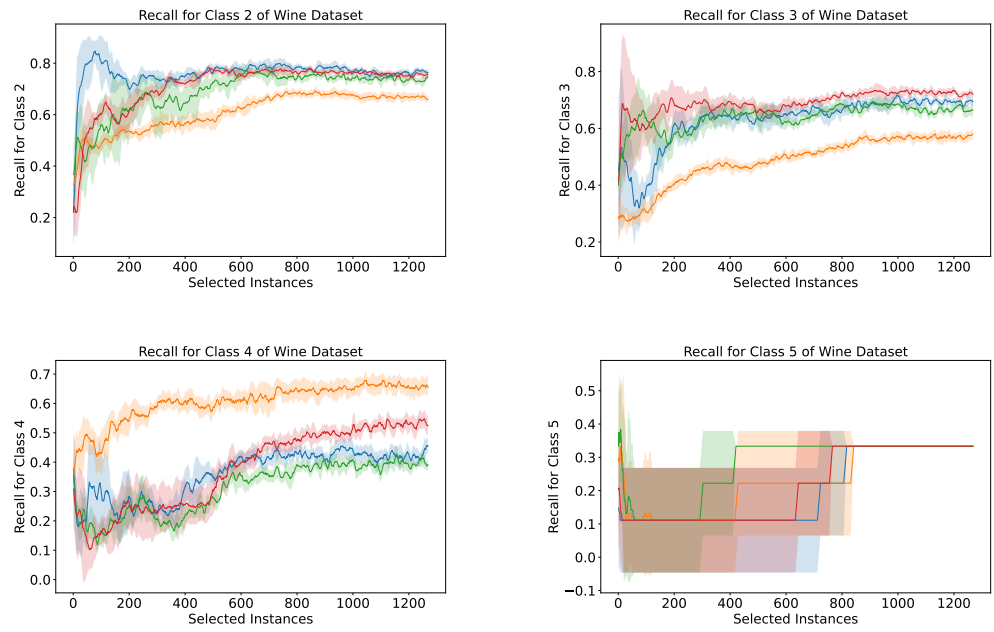 Recall for Class 2 of Wine Dataset
Recall for Class 2
0.8
0.6
0.4
0.2
0 200 400 600 800 1000 1200
Selected Instances
Recall for Class 3 of Wine Dataset
Recall for Class 3
0.8
0.6
0.4
0.2
0 200 400 600 800 1000 1200
Selected Instances
Recall for Class 4 of Wine Dataset
Recall for Class 4
0.7
0.6
0.5
0.4
0.3
0.2
0.1
0.0
0 200 400 600 800 1000 1200
Selected Instances
Recall for Class 5 of Wine Dataset
Recall for Class 5
0.5
0.4
0.3
0.2
0.1
0.0
−0.1
0 200 400 600 800 1000 1200
Selected Instances